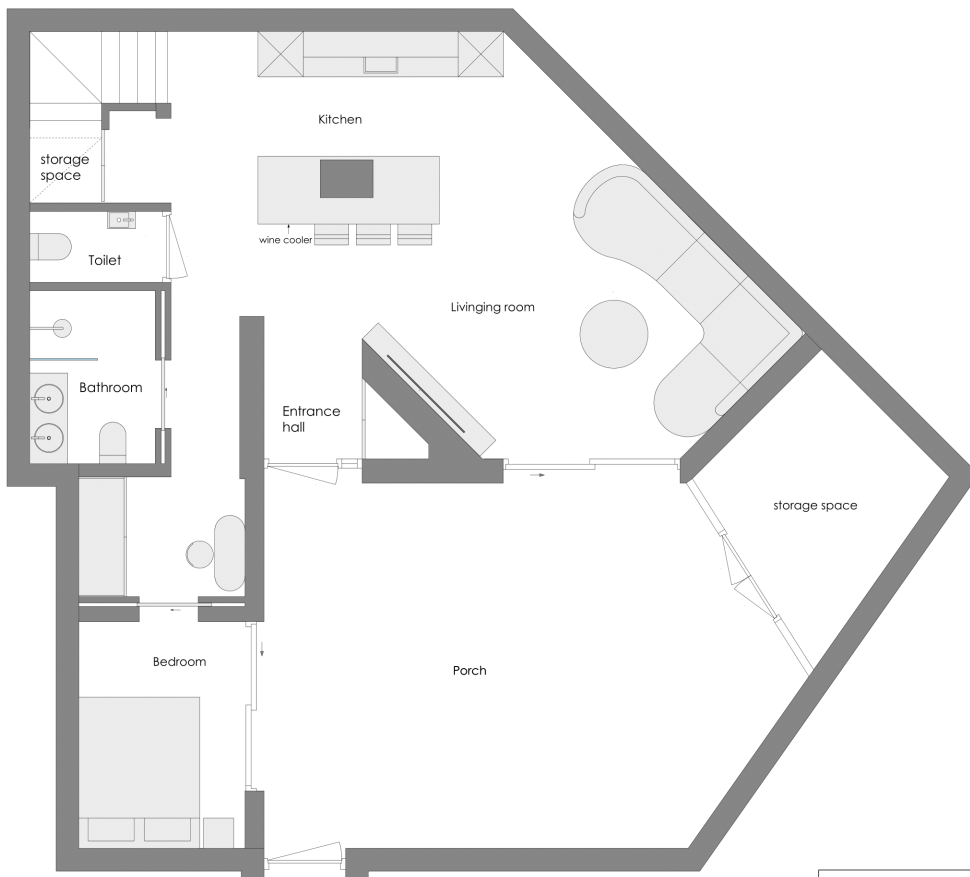 Kitchen
storage
space
wine cooler
Toilet
Livinging room
Bathroom
Entrance
hall
storage space
Bedroom
Porch